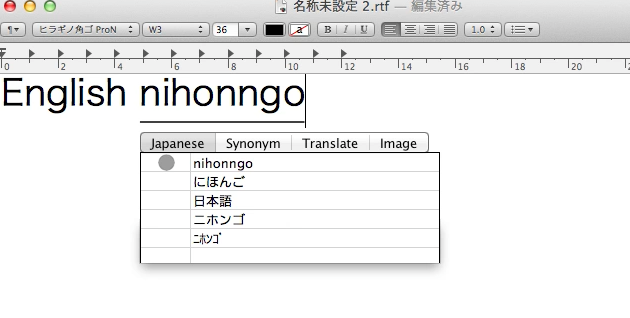 名称未設定 2.rtf — 編集済み
¶ ヒラギノ角ゴ ProN W3 36 a B I U 1.0
0 2 4 6 8 10 12 14 16 18 20 22
English nihonngo
Japanese Synonym Translate Image
nihonngo
にほんご
日本語
ニホンゴ
ﾆﾎﾝｺﾞ